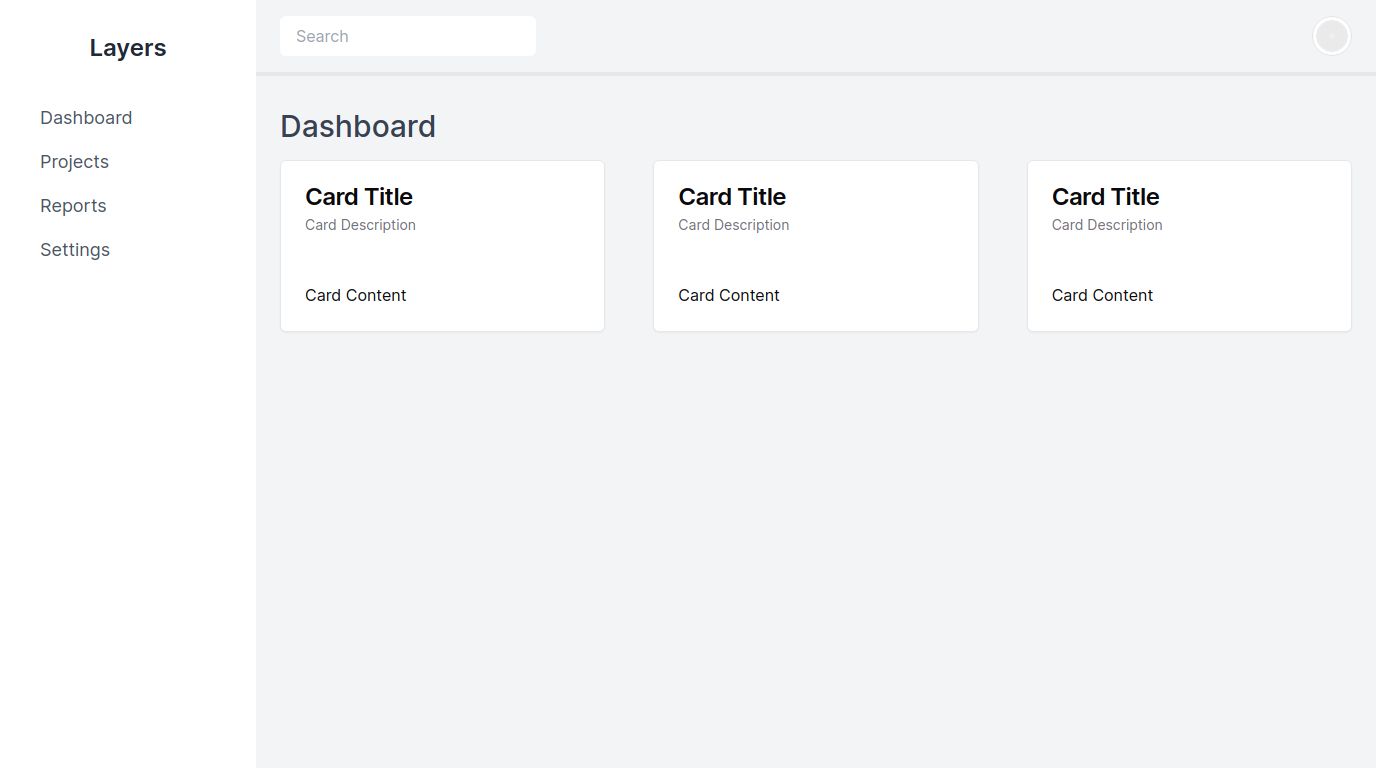 Layers
Dashboard
Projects
Reports
Settings
Search
Dashboard
Card Title
Card Description
Card Content
Card Title
Card Description
Card Content
Card Title
Card Description
Card Content